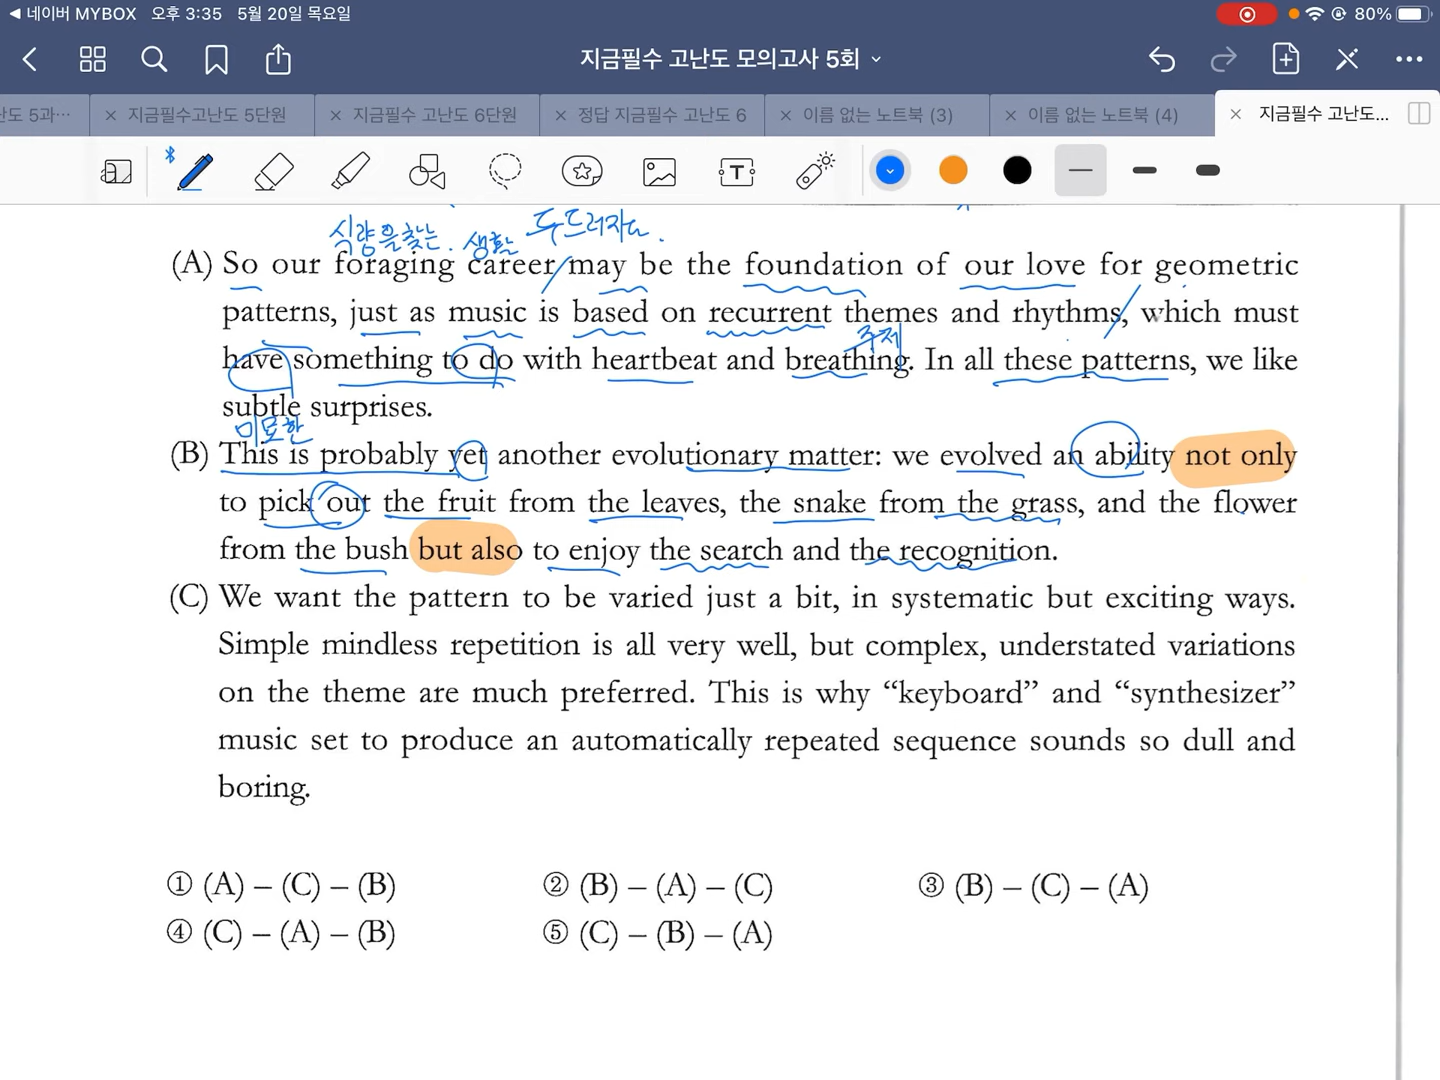 네이버 MYBOX 오후 3:35 5월 20일 목요일 80%
지금필수 고난도 모의고사 5회
난도 5과… × 지금필수고난도 5단원 × 지금필수 고난도 6단원 × 정답 지금필수 고난도 6 × 이름 없는 노트북 (3) × 이름 없는 노트북 (4) × 지금필수 고난도...
식량을 찾는. 생활 두드러지도.
(A) So our foraging career may be the foundation of our love for geometric
patterns, just as music is based on recurrent themes and rhythms, which must
주제
have something to do with heartbeat and breathing. In all these patterns, we like
subtle surprises.
미묘한
(B) This is probably yet another evolutionary matter: we evolved an ability not only
to pick out the fruit from the leaves, the snake from the grass, and the flower
from the bush but also to enjoy the search and the recognition.
(C) We want the pattern to be varied just a bit, in systematic but exciting ways.
Simple mindless repetition is all very well, but complex, understated variations
on the theme are much preferred. This is why “keyboard” and “synthesizer”
music set to produce an automatically repeated sequence sounds so dull and
boring.
① (A) – (C) – (B) ② (B) – (A) – (C) ③ (B) – (C) – (A)
④ (C) – (A) – (B) ⑤ (C) – (B) – (A)